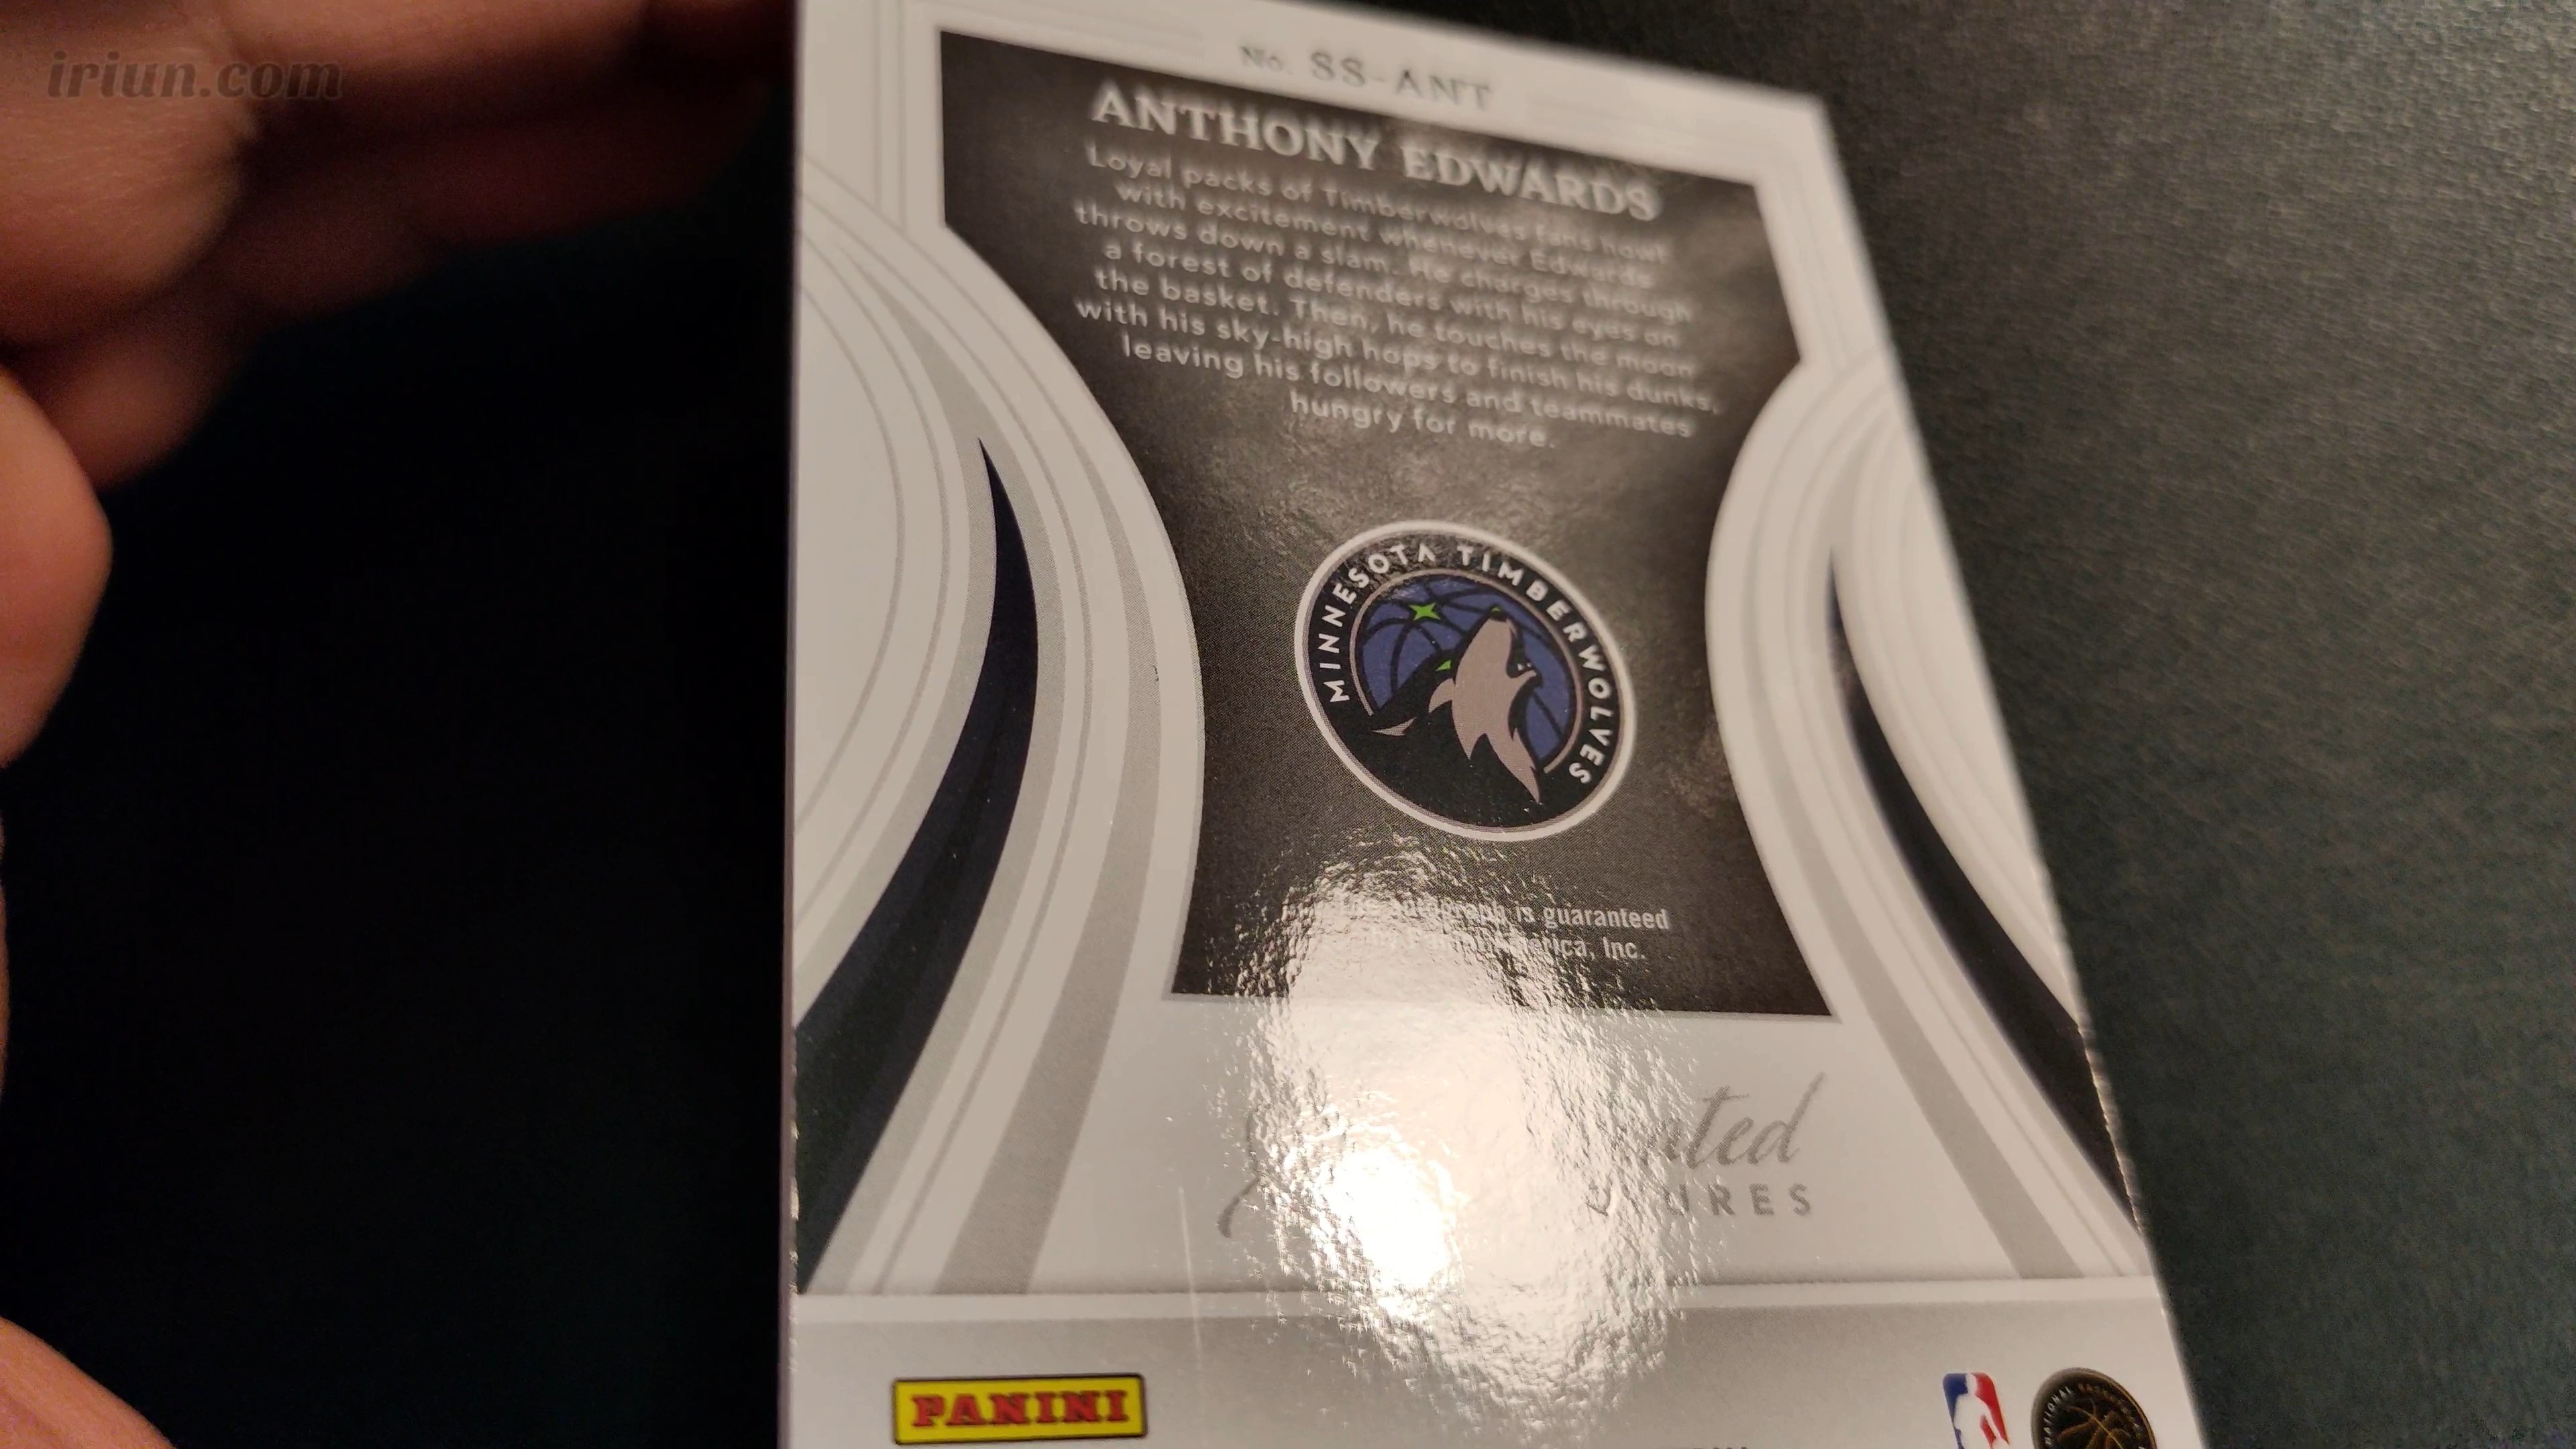 iriun.com
No. SS-ANT
ANTHONY EDWARDS
Loyal packs of Timberwolves fans howl
with excitement whenever Edwards
throws down a slam. He charges through
a forest of defenders with his eyes on
the basket. Then, he touches the moon
with his sky-high hops to finish his dunks,
leaving his followers and teammates
hungry for more.
MINNESOTA TIMBERWOLVES
is guaranteed
America, Inc.
PANINI